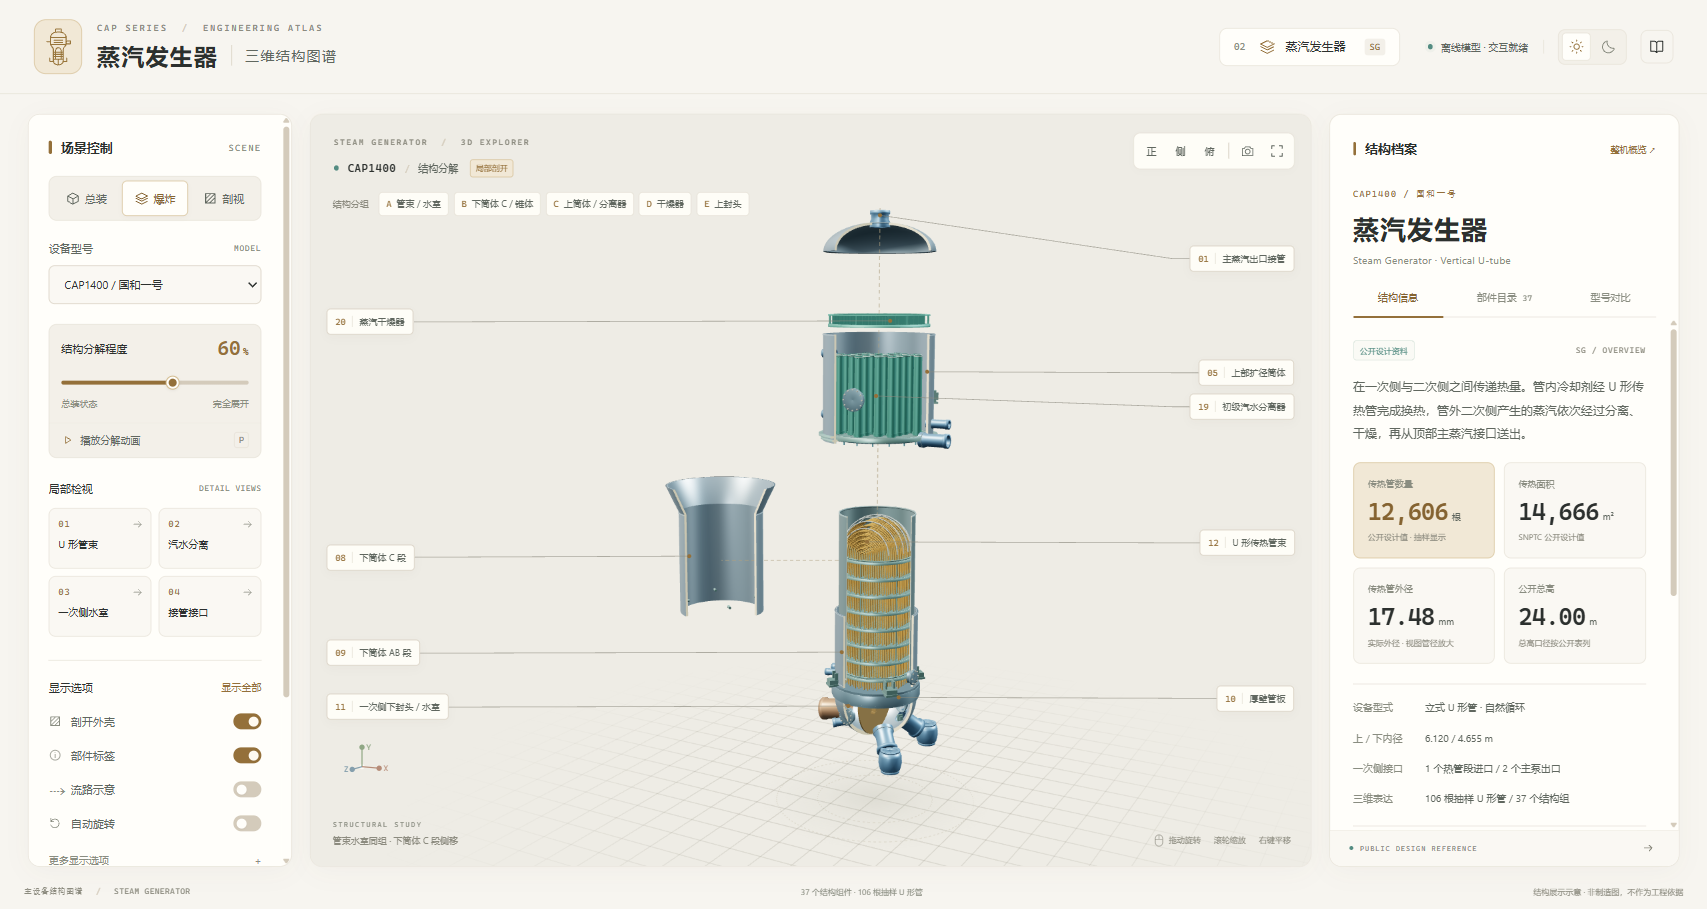 CAP SERIES / ENGINEERING ATLAS
蒸汽发生器 三维结构图谱
02 蒸汽发生器 SG
离线模型 · 交互就绪
场景控制 SCENE
总装 爆炸 剖视
设备型号 MODEL
CAP1400 / 国和一号
结构分解程度 60%
总装状态 完全展开
播放分解动画 P
局部检视 DETAIL VIEWS
01 →
U 形管束
02 →
汽水分离
03 →
一次侧水室
04 →
接管接口
显示选项 显示全部
剖开外壳
部件标签
流路示意
自动旋转
更多显示选项 +
STEAM GENERATOR / 3D EXPLORER
CAP1400 / 结构分解 局部剖开
结构分组 A 管束 / 水室 B 下筒体 C / 锥体 C 上筒体 / 分离器 D 干燥器 E 上封头
正 侧 俯
01 主蒸汽出口接管
20 蒸汽干燥器
05 上部扩径筒体
19 初级汽水分离器
12 U 形传热管束
08 下筒体 C 段
09 下筒体 AB 段
10 厚壁管板
11 一次侧下封头 / 水室
Y
Z X
STRUCTURAL STUDY
管束水室同组 · 下筒体 C 段侧移
拖动旋转 滚轮缩放 右键平移
结构档案 整机概览 ↗
CAP1400 / 国和一号
蒸汽发生器
Steam Generator · Vertical U-tube
结构信息 部件目录 37 型号对比
公开设计资料 SG / OVERVIEW
在一次侧与二次侧之间传递热量。管内冷却剂经 U 形传
热管完成换热，管外二次侧产生的蒸汽依次经过分离、
干燥，再从顶部主蒸汽接口送出。
传热管数量
12,606 根
公开设计值 · 抽样显示
传热面积
14,666 m²
SNPTC 公开设计值
传热管外径
17.48 mm
实际外径 · 视图管径放大
公开总高
24.00 m
总高口径按公开表列
设备型式 立式 U 形管 · 自然循环
上 / 下内径 6.120 / 4.655 m
一次侧接口 1 个热管段进口 / 2 个主泵出口
三维表达 106 根抽样 U 形管 / 37 个结构组
PUBLIC DESIGN REFERENCE →
主设备结构图谱 / STEAM GENERATOR
37 个结构组件 · 106 根抽样 U 形管
结构展示示意 · 非制造图，不作为工程依据